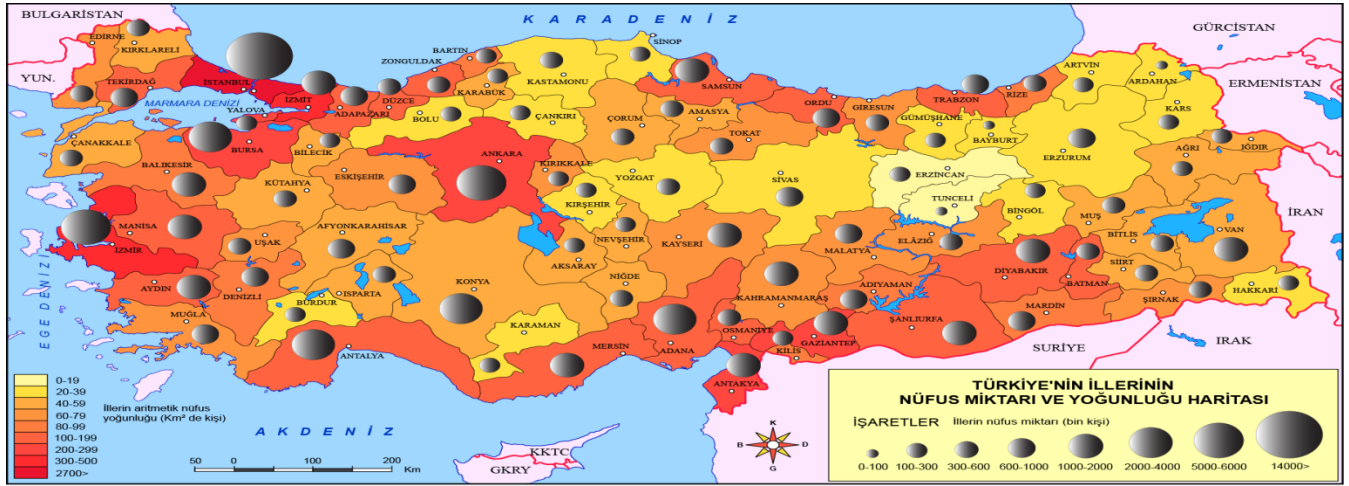 BULGARİSTAN
KARADENİZ
GÜRCİSTAN
EDİRNE
KIRKLARELİ
YUN.
TEKİRDAĞ
İSTANBUL
MARMARA DENİZİ
YALOVA
İZMİT
ADAPAZARI
DÜZCE
ZONGULDAK
BARTIN
KARABÜK
KASTAMONU
SİNOP
SAMSUN
ORDU
GİRESUN
TRABZON
RİZE
ARTVİN
ARDAHAN
ERMENİSTAN
KARS
BOLU
ÇANKIRI
ÇORUM
AMASYA
TOKAT
GÜMÜŞHANE
BAYBURT
ERZURUM
IĞDIR
AĞRI
ÇANAKKALE
BALIKESİR
BURSA
BİLECİK
ESKİŞEHİR
KÜTAHYA
ANKARA
KIRIKKALE
KIRŞEHİR
YOZGAT
SİVAS
ERZİNCAN
TUNCELİ
BİNGÖL
MUŞ
BİTLİS
VAN
İRAN
MANİSA
İZMİR
UŞAK
AFYONKARAHİSAR
KONYA
AKSARAY
NEVŞEHİR
NİĞDE
KAYSERİ
MALATYA
ELÂZIĞ
DİYABAKIR
BATMAN
SİİRT
ŞIRNAK
HAKKARİ
EGE DENİZİ
AYDIN
DENİZLİ
MUĞLA
BURDUR
ISPARTA
ANTALYA
KARAMAN
MERSİN
ADANA
OSMANİYE
KAHRAMANMARAŞ
ADIYAMAN
GAZİANTEP
KİLİS
ANTAKYA
ŞANLIURFA
MARDİN
SURİYE
IRAK
AKDENİZ
KKTC
GKRY
0-19
20-39
40-59
60-79
80-99
100-199
200-299
300-500
2700>
İllerin aritmetik nüfus
yoğunluğu (Km² de kişi)
50 0 100 200 Km
K
B D
G
TÜRKİYE'NİN İLLERİNİN
NÜFUS MİKTARI VE YOĞUNLUĞU HARİTASI
İŞARETLER İllerin nüfus miktarı (bin kişi)
0-100 100-300 300-600 600-1000 1000-2000 2000-4000 5000-6000 14000>